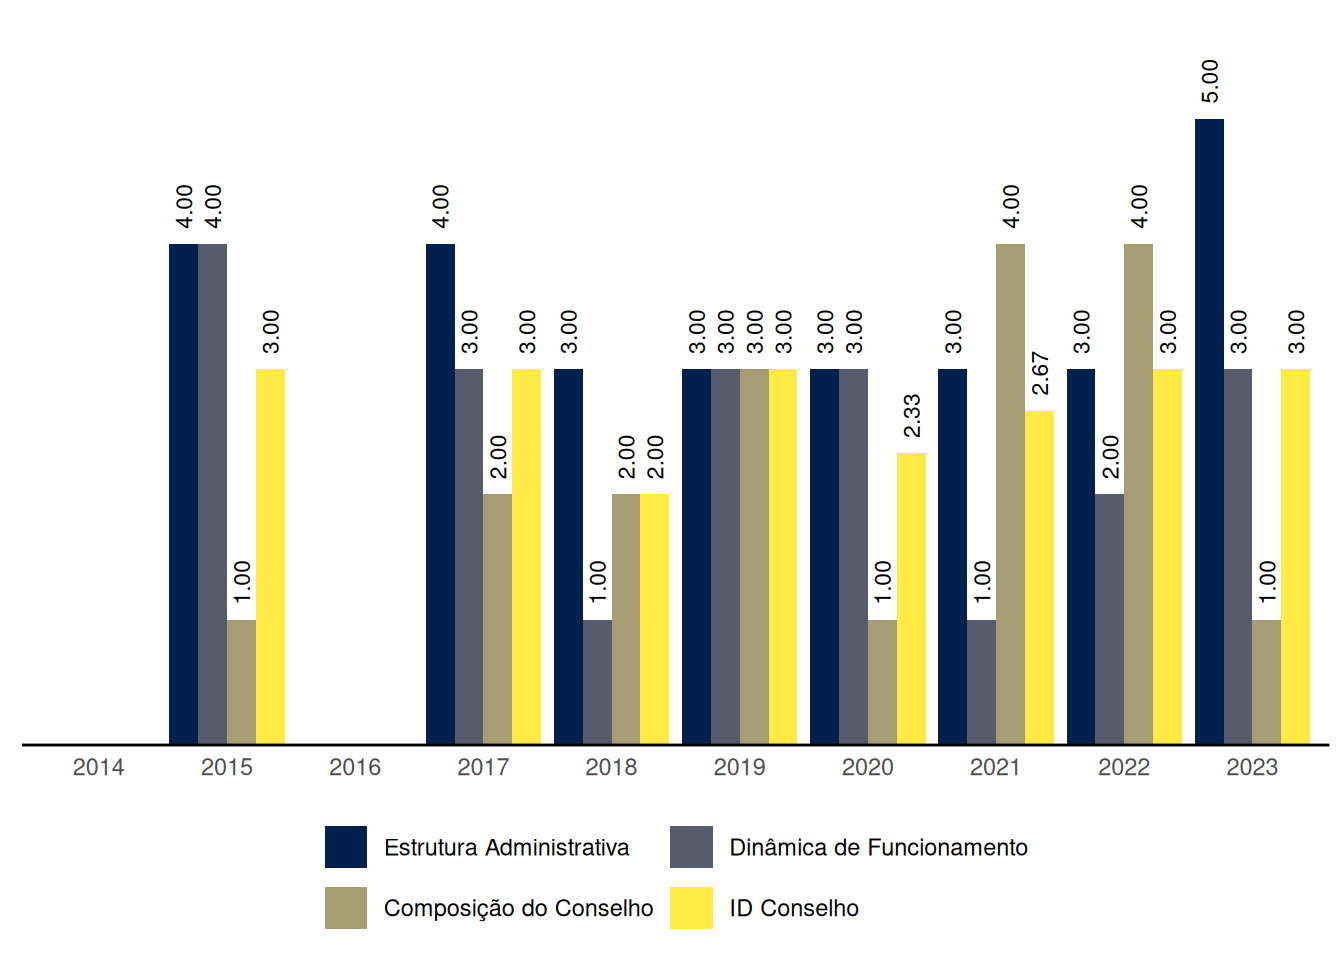 5.00
4.00 4.00 4.00 4.00 4.00
3.00 3.00 3.00 3.00 3.00 3.00 3.00 3.00 3.00 3.00 3.00 3.00 3.00 3.00 3.00
2.67
2.33
2.00 2.00 2.00 2.00
1.00 1.00 1.00 1.00 1.00
2014 2015 2016 2017 2018 2019 2020 2021 2022 2023
Estrutura Administrativa Dinâmica de Funcionamento
Composição do Conselho ID Conselho